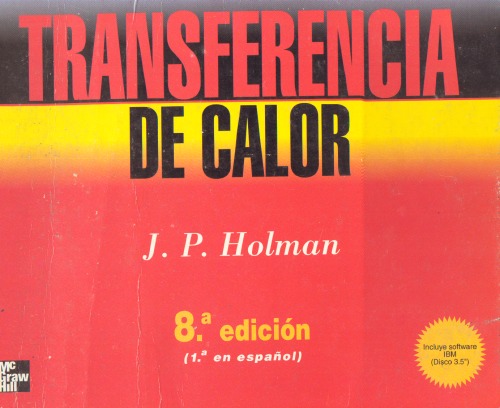 TRANSFERENCIA
DE CALOR
J. P. Holman
8.ª edición
(1.ª en español)
Incluye software
IBM
(Disco 3.5")
Mc
Graw
Hill